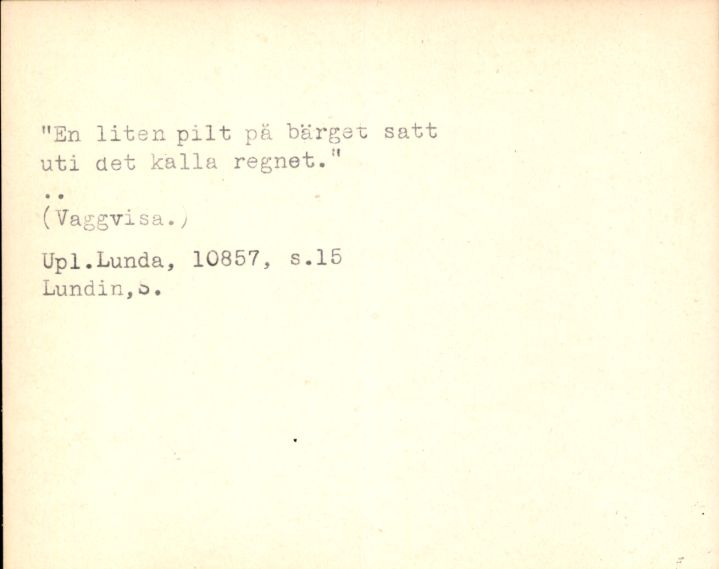 "En liten pilt på bärget satt
uti det kalla regnet."
..
(Vaggvisa.)
Upl.Lunda, 10857, s.15
Lundin,S.